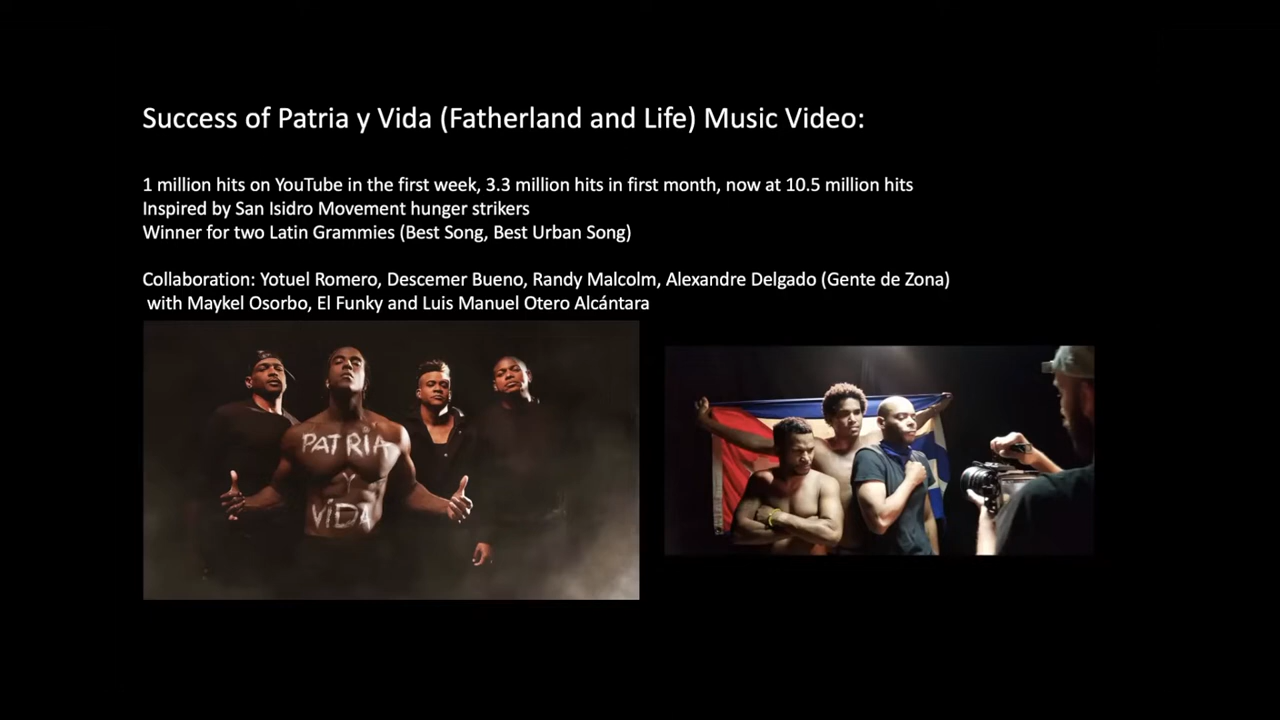 Success of Patria y Vida (Fatherland and Life) Music Video:
1 million hits on YouTube in the first week, 3.3 million hits in first month, now at 10.5 million hits
Inspired by San Isidro Movement hunger strikers
Winner for two Latin Grammies (Best Song, Best Urban Song)
Collaboration: Yotuel Romero, Descemer Bueno, Randy Malcolm, Alexandre Delgado (Gente de Zona)
with Maykel Osorbo, El Funky and Luis Manuel Otero Alcántara
PATRIA
Y
VIDA